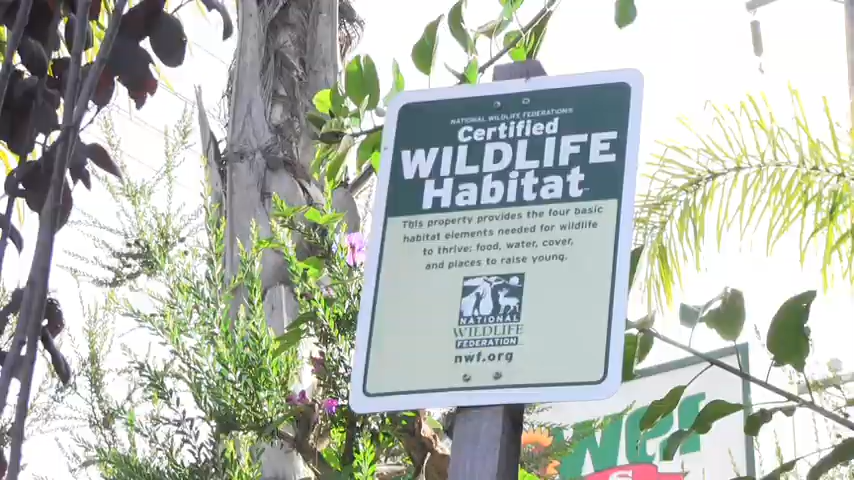 NATIONAL WILDLIFE FEDERATION®
Certified
WILDLIFE
Habitat™
This property provides the four basic
habitat elements needed for wildlife
to thrive: food, water, cover,
and places to raise young.
NATIONAL
WILDLIFE
FEDERATION
nwf.org